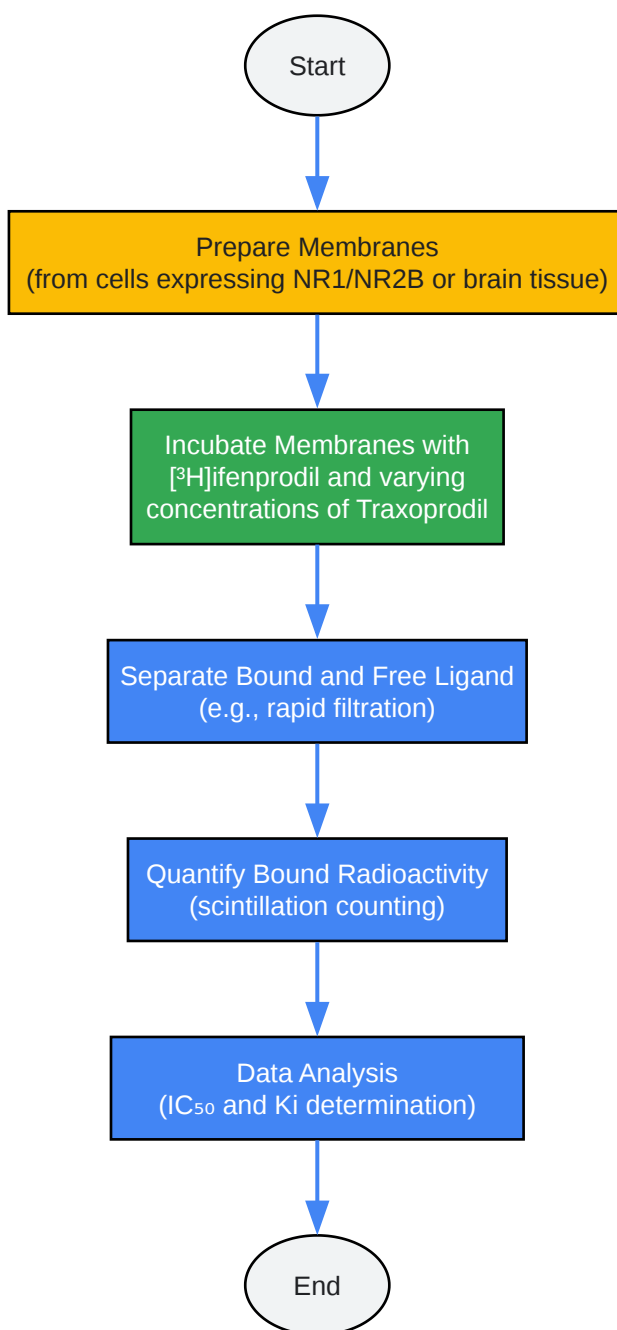 Start
Prepare Membranes
(from cells expressing NR1/NR2B or brain tissue)
Incubate Membranes with
[³H]ifenprodil and varying
concentrations of Traxoprodil
Separate Bound and Free Ligand
(e.g., rapid filtration)
Quantify Bound Radioactivity
(scintillation counting)
Data Analysis
(IC₅₀ and Ki determination)
End